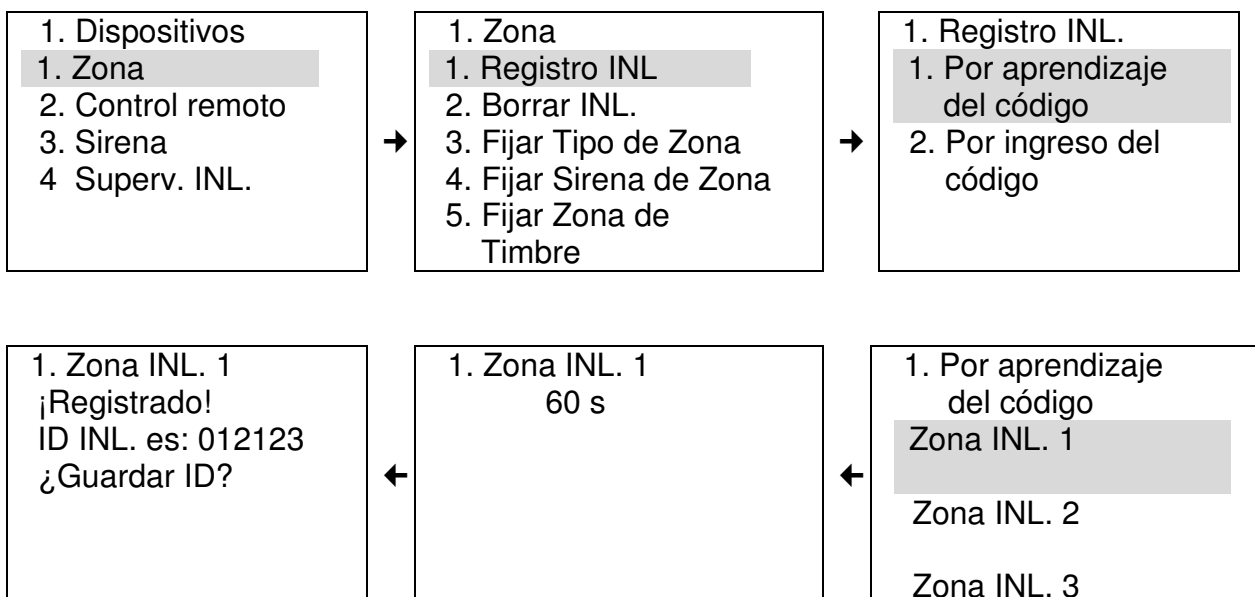 1. Dispositivos
1. Zona
2. Control remoto
3. Sirena
4 Superv. INL.
1. Zona
1. Registro INL
2. Borrar INL.
3. Fijar Tipo de Zona
4. Fijar Sirena de Zona
5. Fijar Zona de
Timbre
1. Registro INL.
1. Por aprendizaje
del código
2. Por ingreso del
código
1. Zona INL. 1
¡Registrado!
ID INL. es: 012123
¿Guardar ID?
1. Zona INL. 1
60 s
1. Por aprendizaje
del código
Zona INL. 1
Zona INL. 2
Zona INL. 3